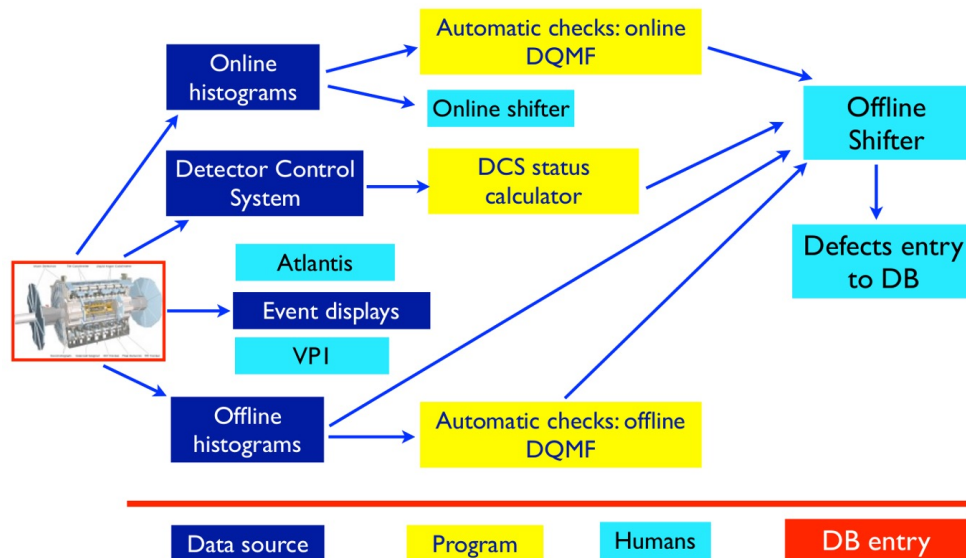 Online
histograms
Automatic checks: online
DQMF
Online shifter
Offline
Shifter
Detector Control
System
DCS status
calculator
Defects entry
to DB
Atlantis
Event displays
VP1
Offline
histograms
Automatic checks: offline
DQMF
Data source
Program
Humans
DB entry